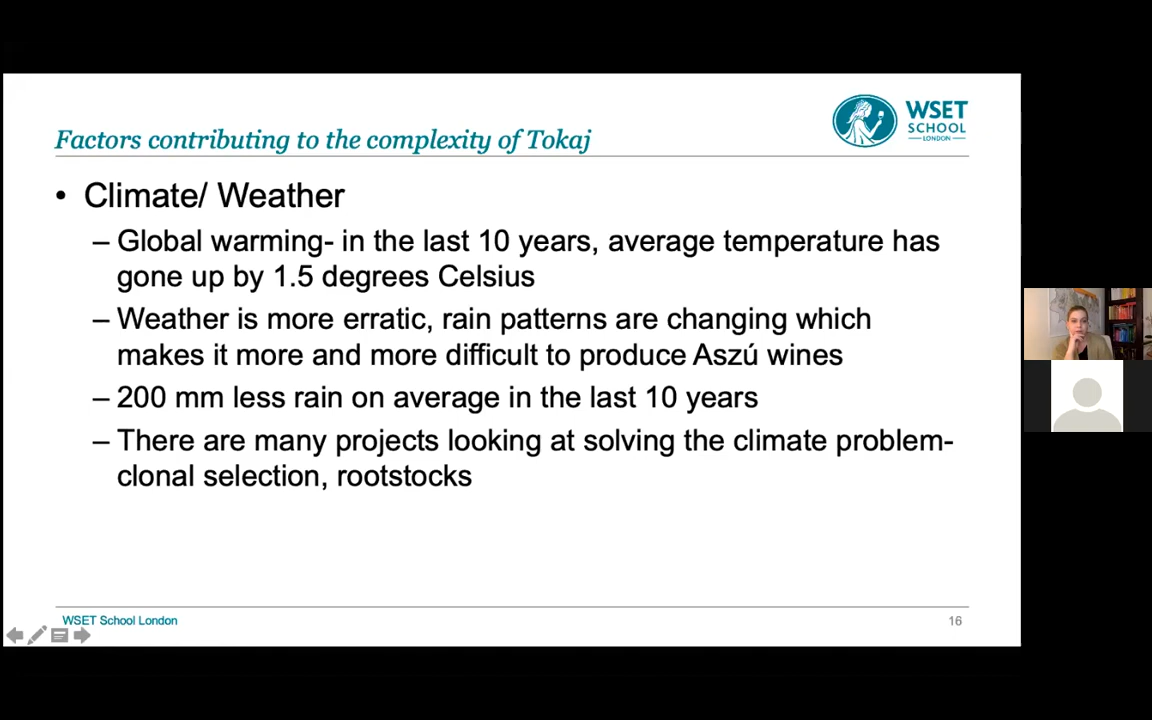 Factors contributing to the complexity of Tokaj
WSET
SCHOOL
LONDON
• Climate/ Weather
– Global warming- in the last 10 years, average temperature has
gone up by 1.5 degrees Celsius
– Weather is more erratic, rain patterns are changing which
makes it more and more difficult to produce Aszú wines
– 200 mm less rain on average in the last 10 years
– There are many projects looking at solving the climate problem-
clonal selection, rootstocks
WSET School London
16